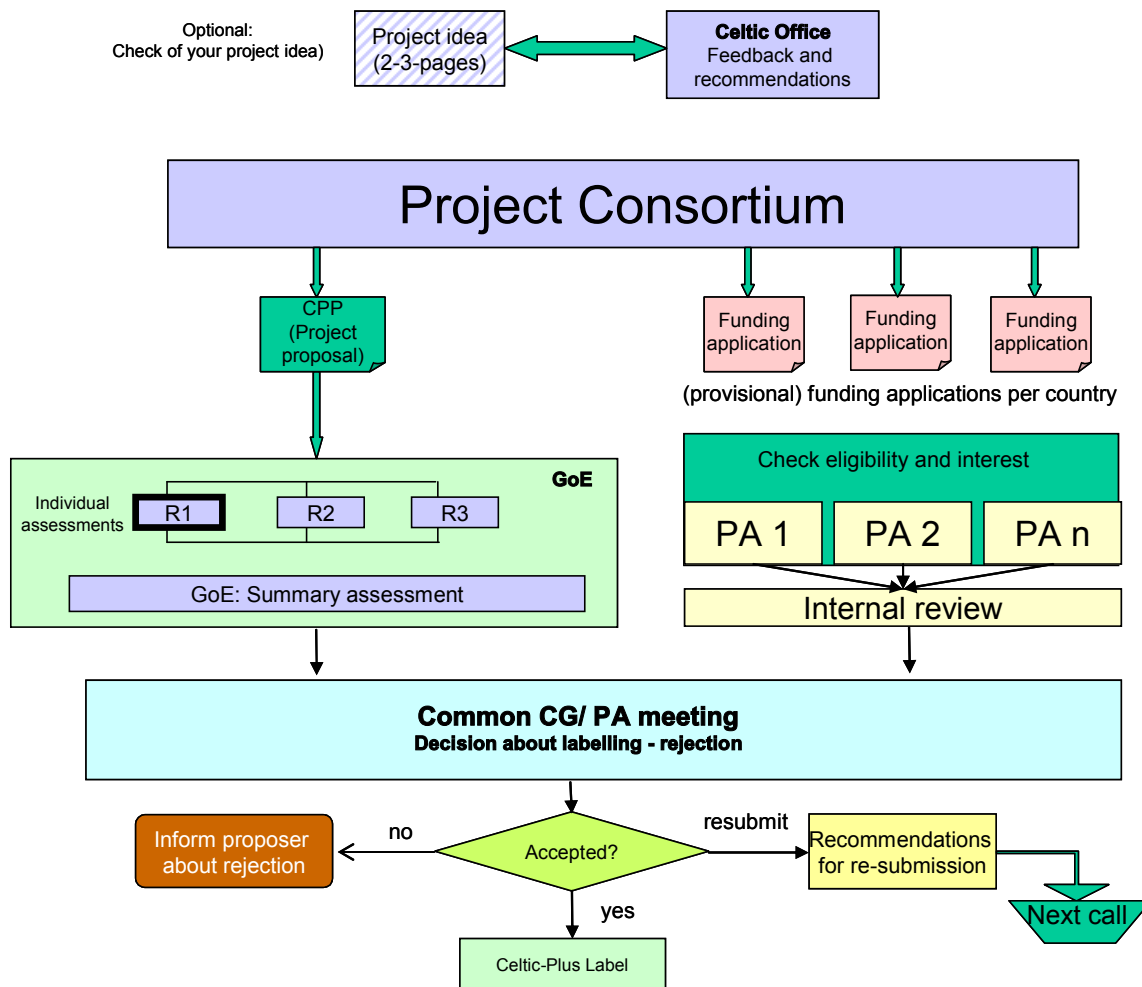 Optional:
Check of your project idea)
Project idea
(2-3-pages)
Celtic Office
Feedback and
recommendations
Project Consortium
CPP
(Project
proposal)
Funding
application
Funding
application
Funding
application
(provisional) funding applications per country
GoE
Individual
assessments
R1
R2
R3
GoE: Summary assessment
Check eligibility and interest
PA 1
PA 2
PA n
Internal review
Common CG/ PA meeting
Decision about labelling - rejection
no
Inform proposer
about rejection
Accepted?
resubmit
Recommendations
for re-submission
Next call
yes
Celtic-Plus Label